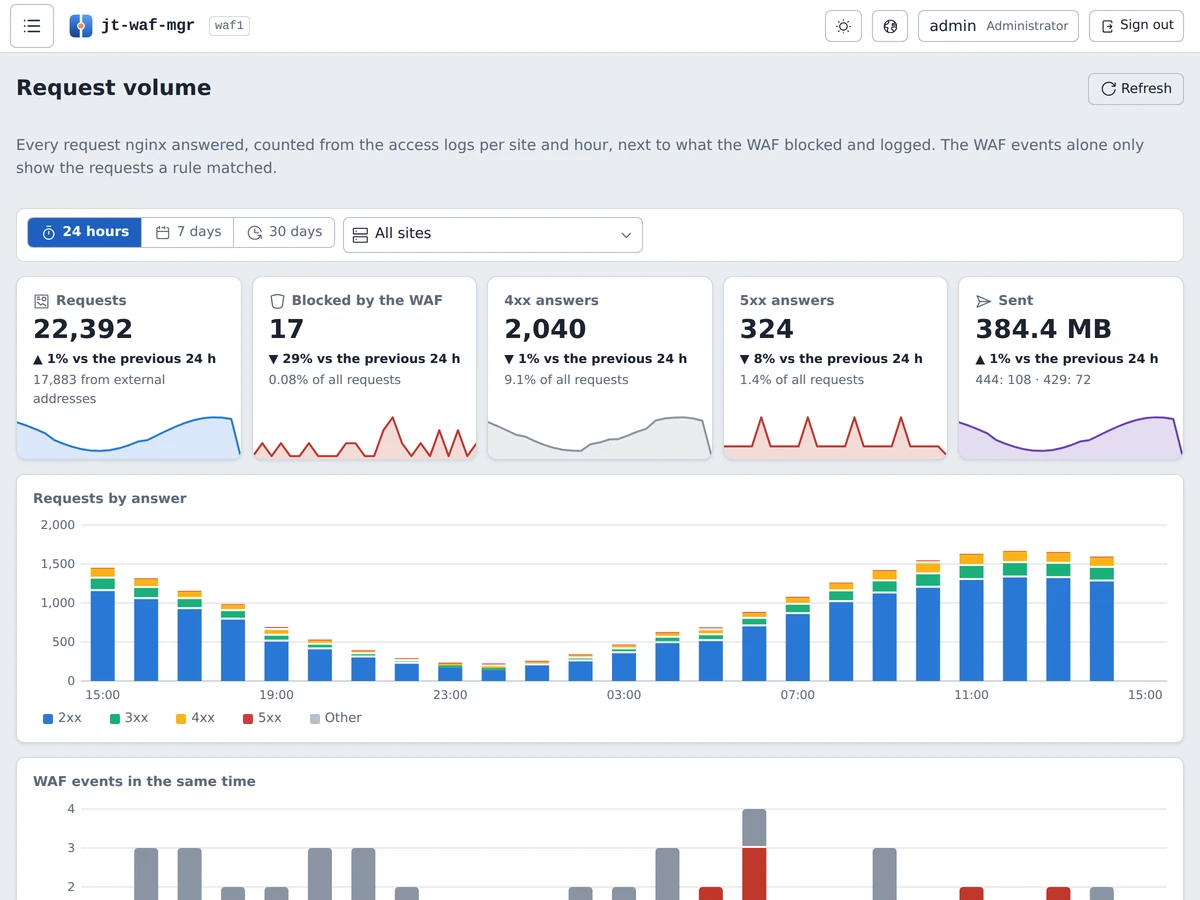 jt-waf-mgr waf1 admin Administrator Sign out
Request volume
Refresh
Every request nginx answered, counted from the access logs per site and hour, next to what the WAF blocked and logged. The WAF events alone only
show the requests a rule matched.
24 hours 7 days 30 days All sites
Requests
22,392
▲ 1% vs the previous 24 h
17,883 from external
addresses
Blocked by the WAF
17
▼ 29% vs the previous 24 h
0.08% of all requests
4xx answers
2,040
▼ 1% vs the previous 24 h
9.1% of all requests
5xx answers
324
▼ 8% vs the previous 24 h
1.4% of all requests
Sent
384.4 MB
▲ 1% vs the previous 24 h
444: 108 · 429: 72
Requests by answer
2,000
1,500
1,000
500
0
15:00 19:00 23:00 03:00 07:00 11:00 15:00
2xx 3xx 4xx 5xx Other
WAF events in the same time
4
3
2